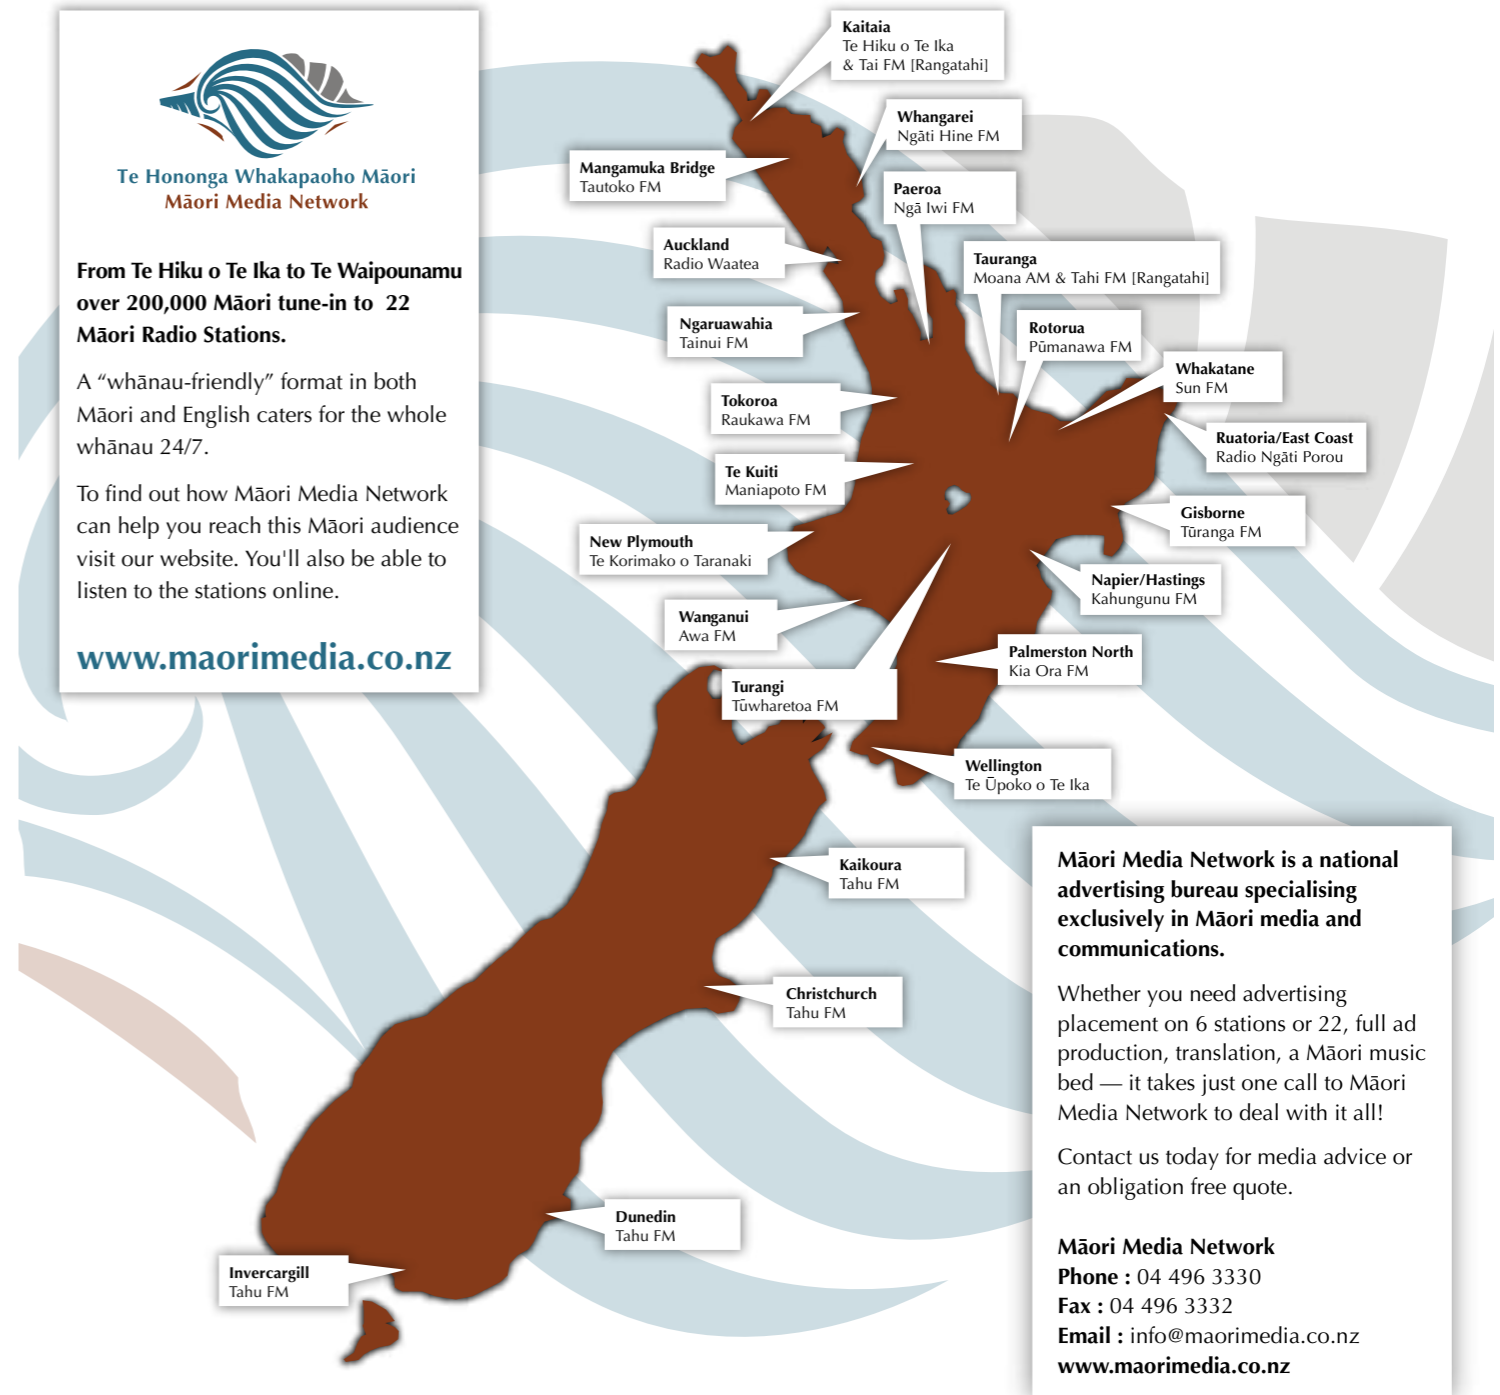 Te Hononga Whakapaoho Māori
Māori Media Network
From Te Hiku o Te Ika to Te Waipounamu
over 200,000 Māori tune-in to 22
Māori Radio Stations.
A “whānau-friendly” format in both
Māori and English caters for the whole
whānau 24/7.
To find out how Māori Media Network
can help you reach this Māori audience
visit our website. You'll also be able to
listen to the stations online.
www.maorimedia.co.nz
Kaitaia
Te Hiku o Te Ika
& Tai FM [Rangatahi]
Whangarei
Ngāti Hine FM
Mangamuka Bridge
Tautoko FM
Paeroa
Ngā Iwi FM
Auckland
Radio Waatea
Tauranga
Moana AM & Tahi FM [Rangatahi]
Ngaruawahia
Tainui FM
Rotorua
Pūmanawa FM
Whakatane
Sun FM
Tokoroa
Raukawa FM
Ruatoria/East Coast
Radio Ngāti Porou
Te Kuiti
Maniapoto FM
Gisborne
Tūranga FM
New Plymouth
Te Korimako o Taranaki
Napier/Hastings
Kahungunu FM
Wanganui
Awa FM
Palmerston North
Kia Ora FM
Turangi
Tūwharetoa FM
Wellington
Te Ūpoko o Te Ika
Kaikoura
Tahu FM
Christchurch
Tahu FM
Dunedin
Tahu FM
Invercargill
Tahu FM
Māori Media Network is a national
advertising bureau specialising
exclusively in Māori media and
communications.
Whether you need advertising
placement on 6 stations or 22, full ad
production, translation, a Māori music
bed — it takes just one call to Māori
Media Network to deal with it all!
Contact us today for media advice or
an obligation free quote.
Māori Media Network
Phone : 04 496 3330
Fax : 04 496 3332
Email : info@maorimedia.co.nz
www.maorimedia.co.nz